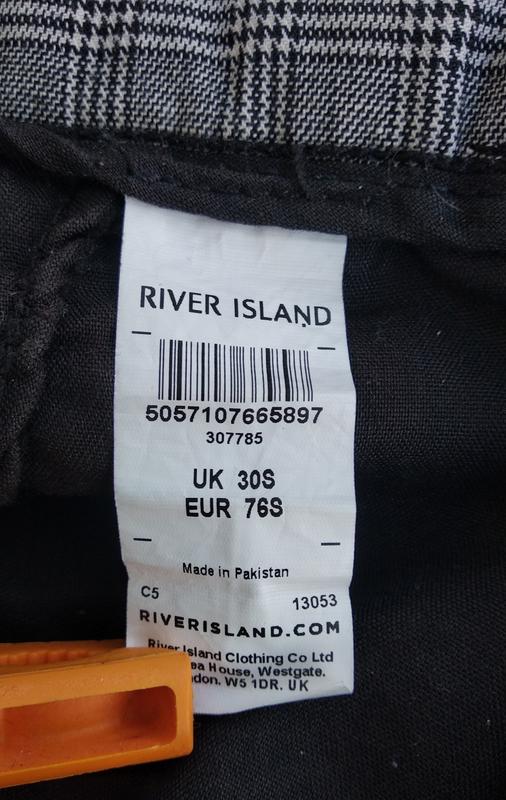 RIVER ISLAND
5057107665897
307785
UK 30S
EUR 76S
Made in Pakistan
C5 13053
RIVERISLAND.COM
River Island Clothing Co Ltd
House, Westgate,
W5 1DR. UK